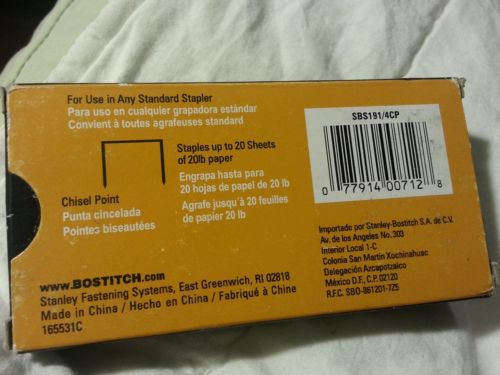 For Use in Any Standard Stapler
Para uso en cualquier grapadora estándar
Convient à toutes agrafeuses standard
Staples up to 20 Sheets
of 20lb paper
Engrapa hasta para
20 hojas de papel de 20 lb
Agrafe jusqu'à 20 feuilles
de papier 20 lb
Chisel Point
Punta cincelada
Pointes biseautées
www.BOSTITCH.com
Stanley Fastening Systems, East Greenwich, RI 02818
Made in China / Hecho en China / Fabriqué à Chine
165531C
SBS191/4CP
0 77914 00712 8
Importado por Stanley-Bostitch S.A. de C.V.
Av. de los Angeles No. 303
Interior Local 1-C
Colonia San Martin Xochinahuac
Delegación Azcapotzalco
México D.F., C.P. 02120
R.F.C. SBO-861201-7Z5